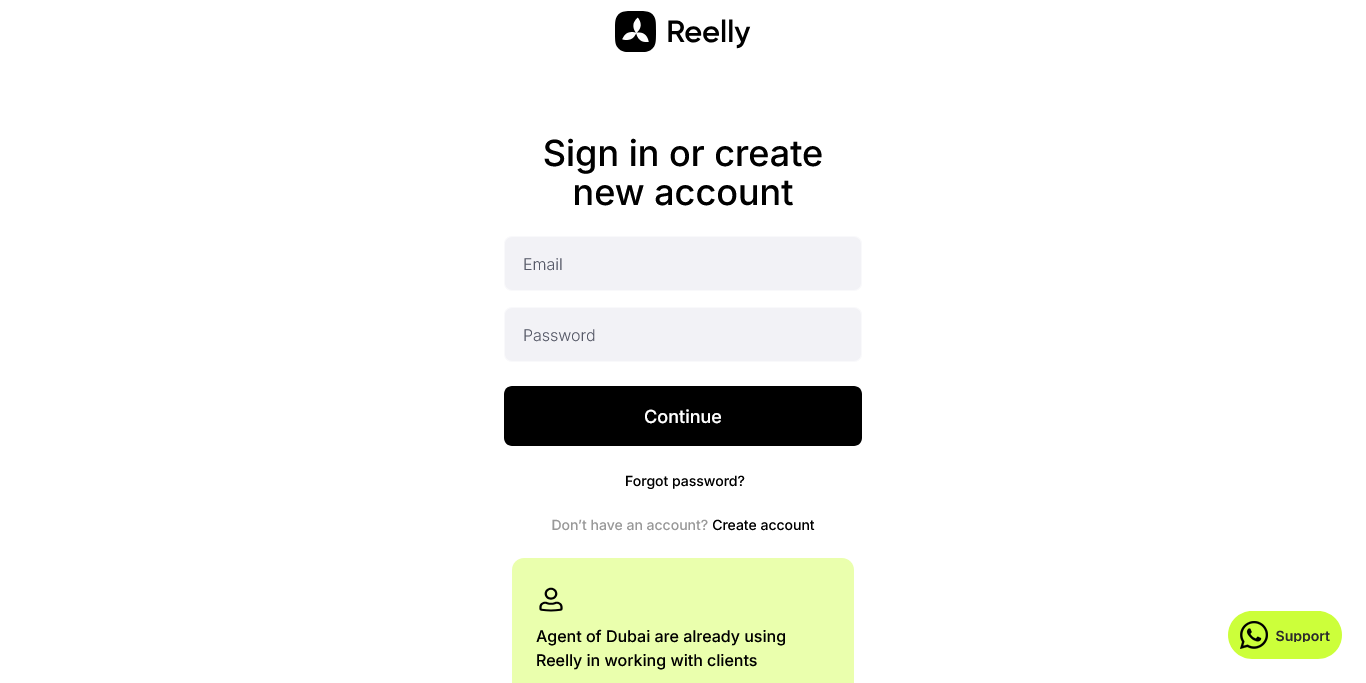 Reelly
Sign in or create
new account
Email
Password
Continue
Forgot password?
Don’t have an account? Create account
Agent of Dubai are already using
Reelly in working with clients
Support